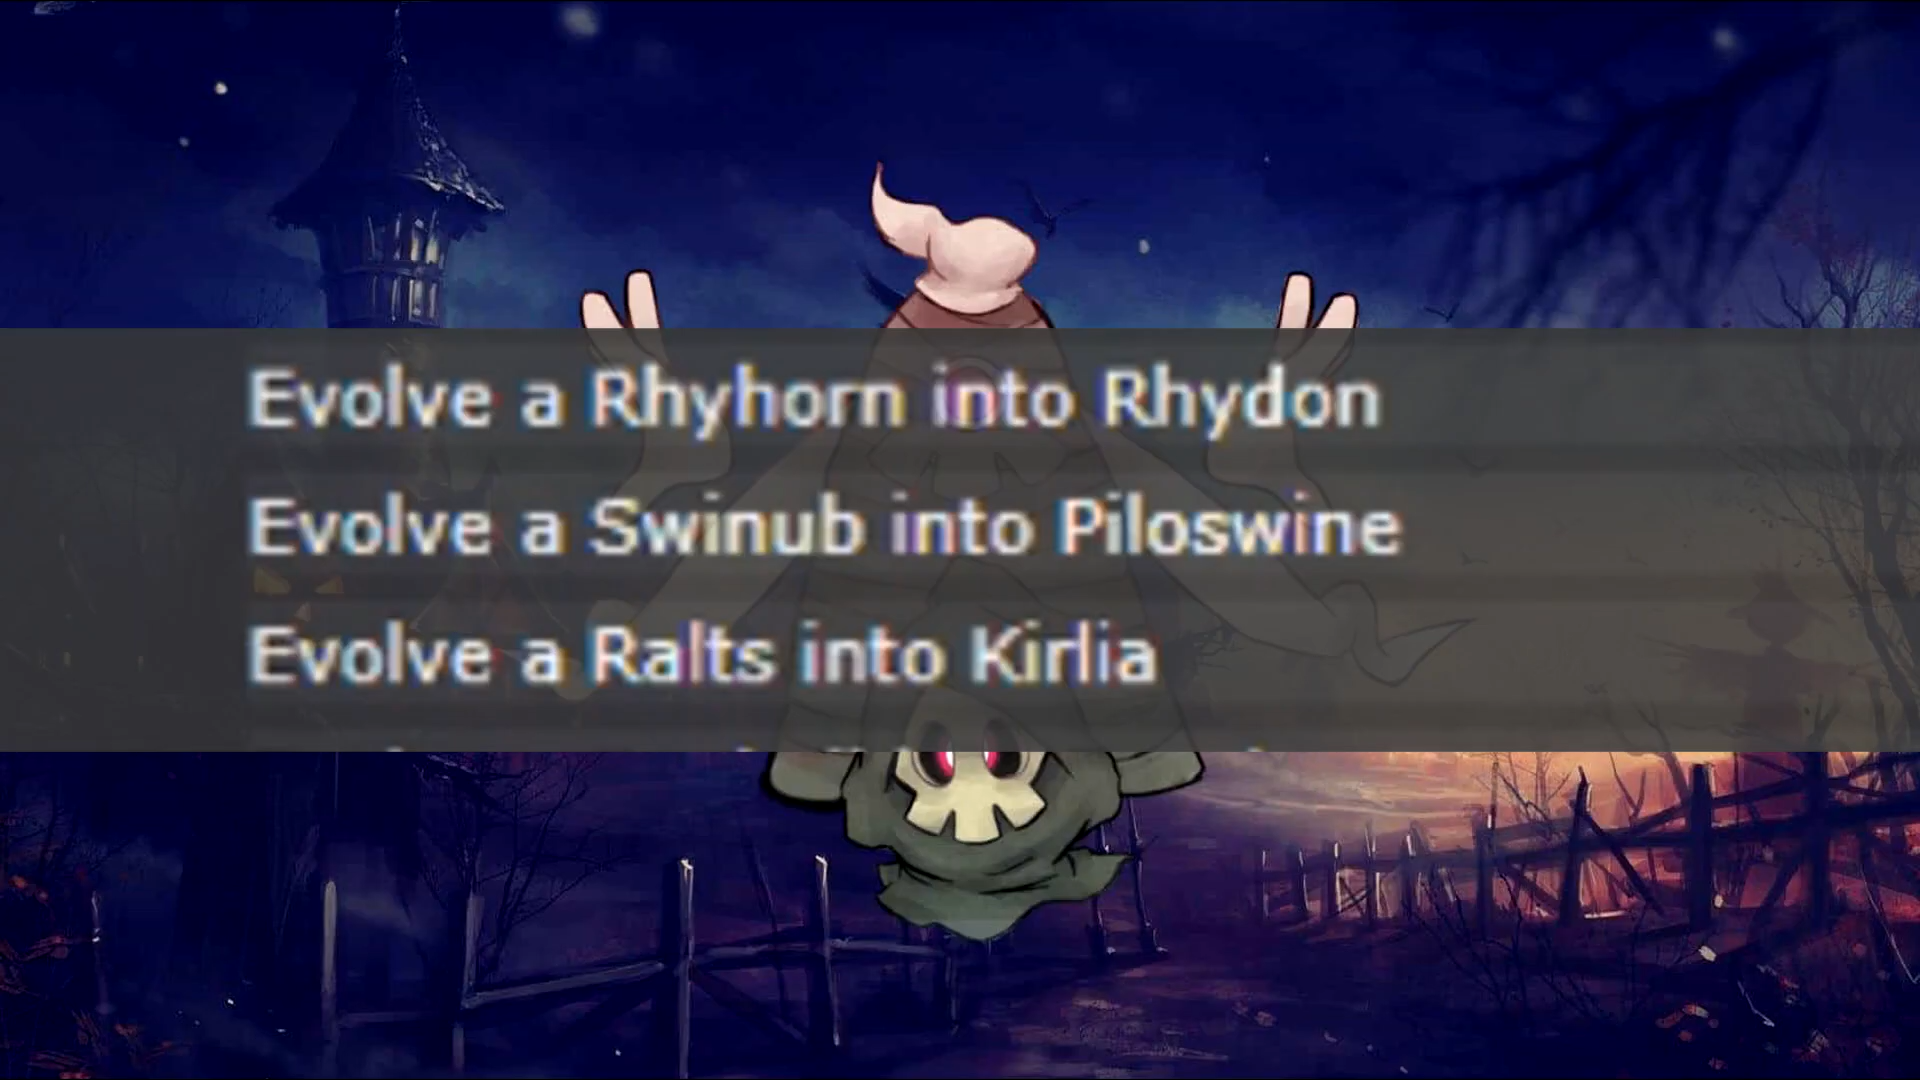 Evolve a Rhyhorn into Rhydon
Evolve a Swinub into Piloswine
Evolve a Ralts into Kirlia